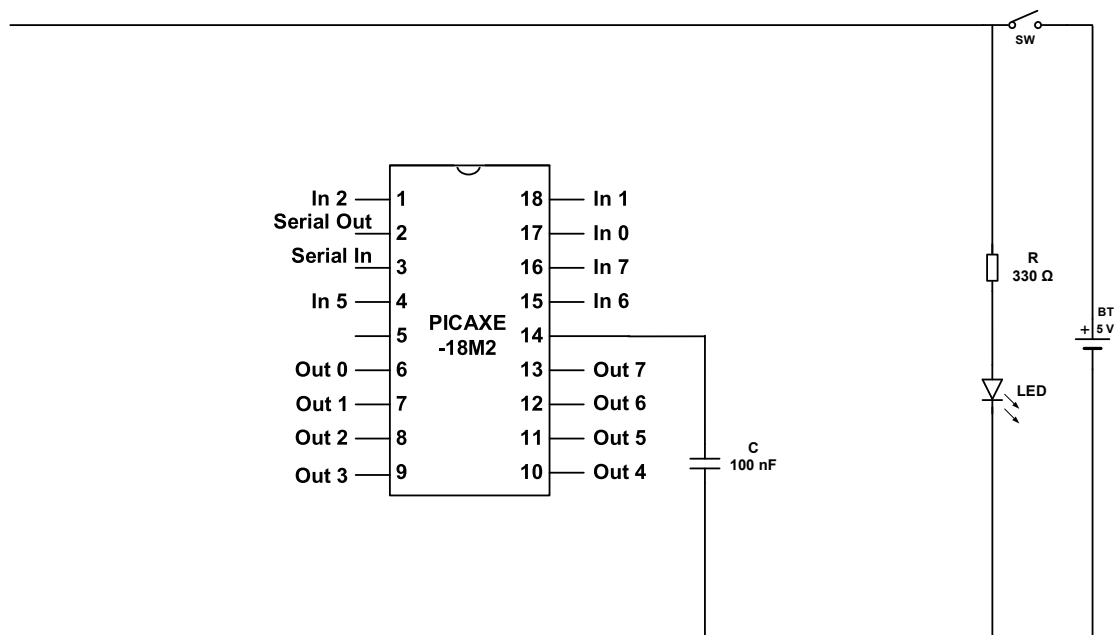 SW
In 2
1
18
In 1
Serial Out
2
17
In 0
Serial In
3
16
In 7
R
330 Ω
In 5
4
15
In 6
PICAXE
-18M2
5
14
BT
+ 5 V
Out 0
6
13
Out 7
LED
Out 1
7
12
Out 6
Out 2
8
11
Out 5
C
100 nF
Out 3
9
10
Out 4